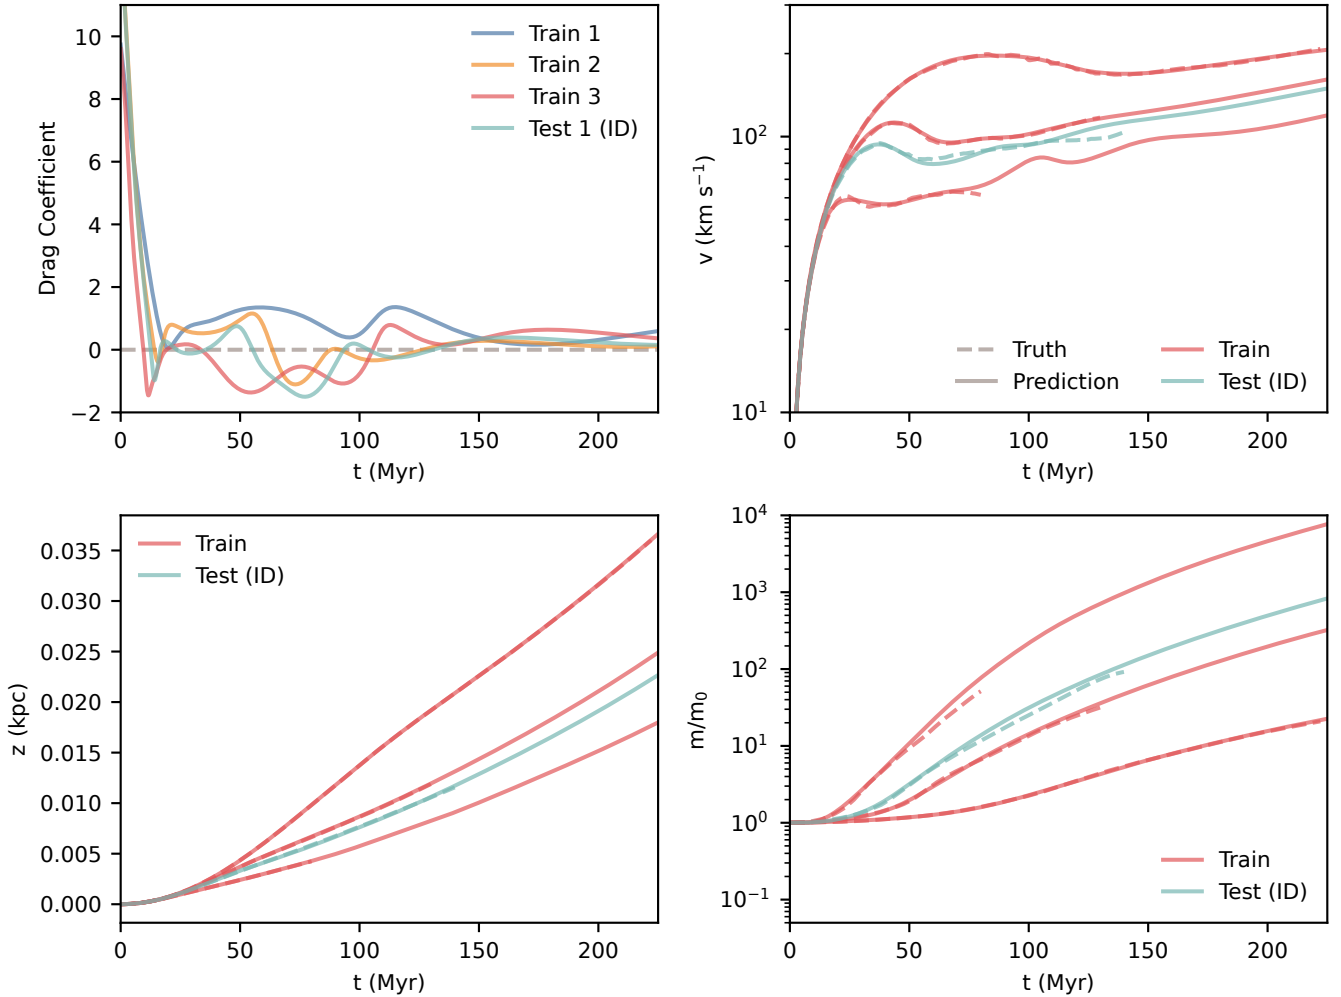 10
8
6
4
2
0
−2
Drag Coefficient
Train 1
Train 2
Train 3
Test 1 (ID)
0 50 100 150 200
t (Myr)
10²
10¹
v (km s⁻¹)
Truth
Prediction
Train
Test (ID)
0 50 100 150 200
t (Myr)
0.035
0.030
0.025
0.020
0.015
0.010
0.005
0.000
z (kpc)
Train
Test (ID)
0 50 100 150 200
t (Myr)
10⁴
10³
10²
10¹
10⁰
10⁻¹
m/m₀
Train
Test (ID)
0 50 100 150 200
t (Myr)